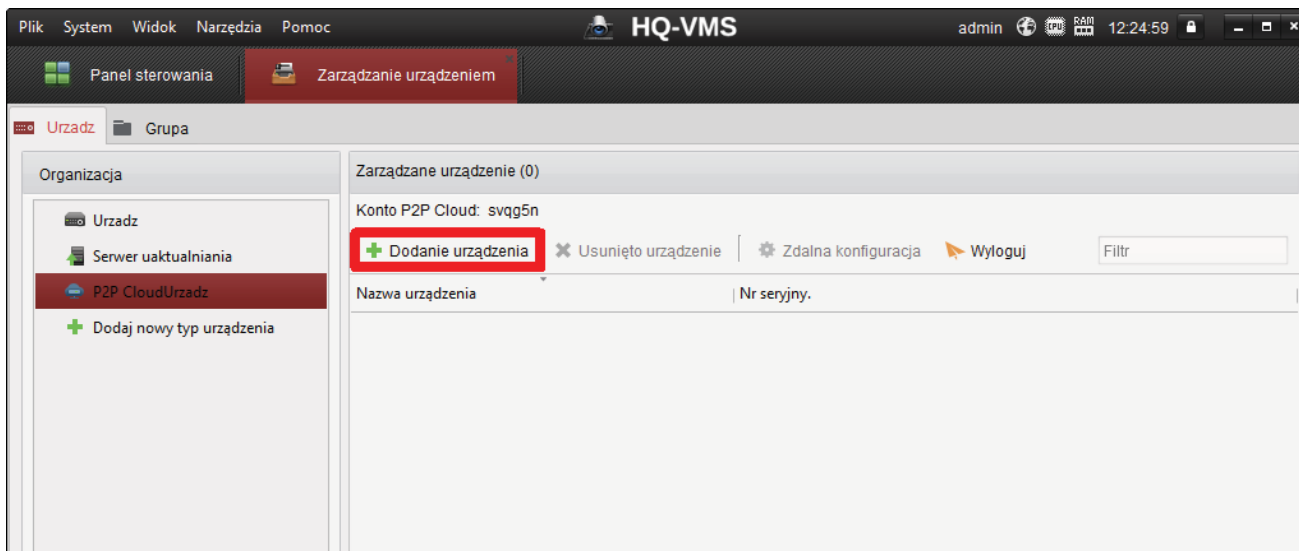 Plik System Widok Narzędzia Pomoc HQ-VMS admin CPU RAM 12:24:59
Panel sterowania Zarządzanie urządzeniem
Urzadz Grupa
Organizacja
Urzadz
Serwer uaktualniania
P2P CloudUrzadz
Dodaj nowy typ urządzenia
Zarządzane urządzenie (0)
Konto P2P Cloud: svqg5n
Dodanie urządzenia Usunięto urządzenie Zdalna konfiguracja Wyloguj Filtr
Nazwa urządzenia Nr seryjny.